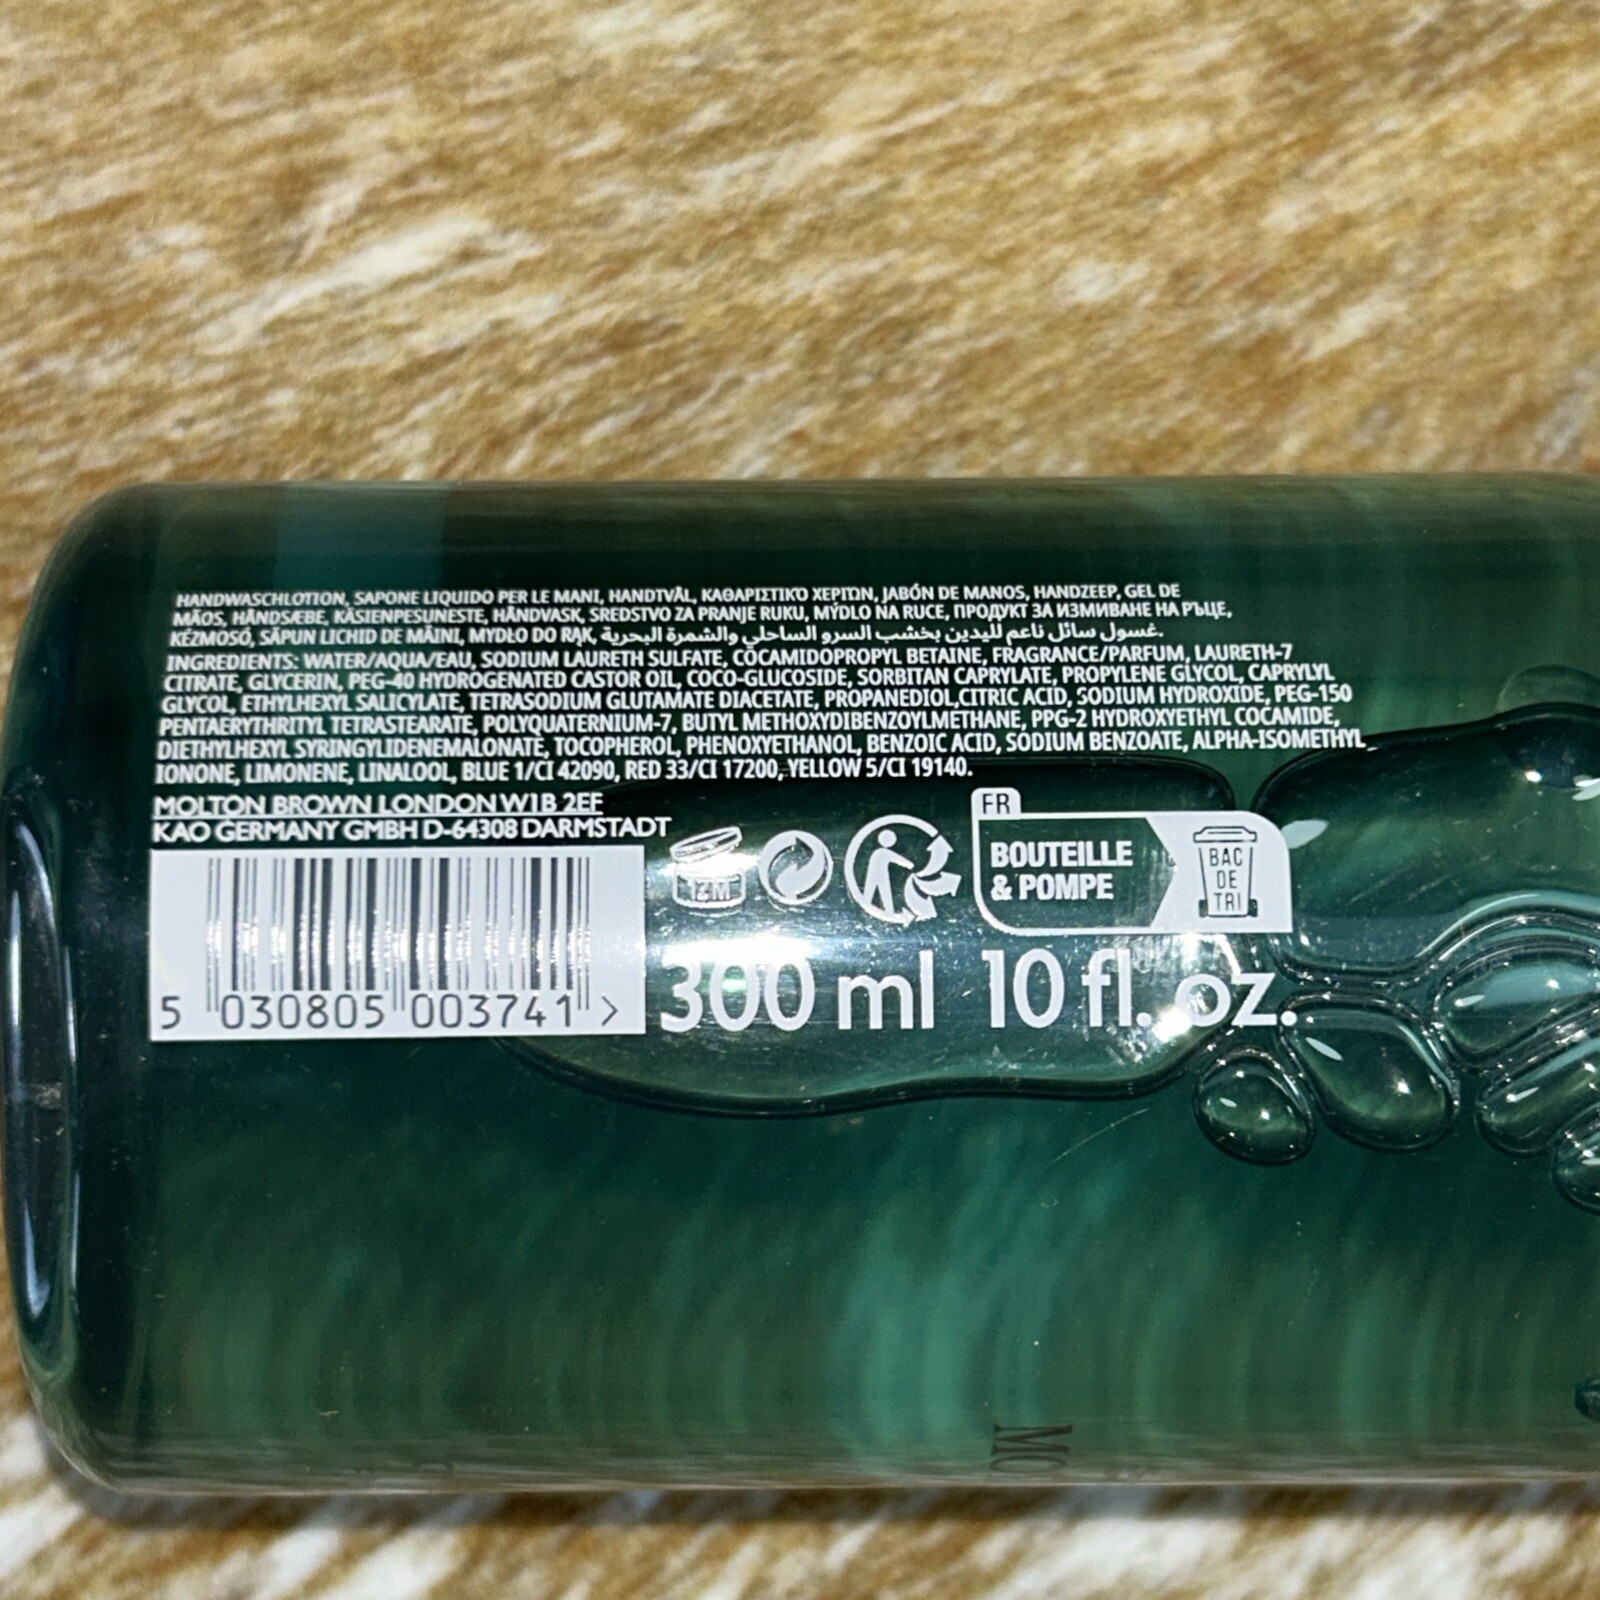 HANDWASCHLOTION, SAPONE LIQUIDO PER LE MANI, HANDTVÅL, ΚΑΘΑΡΙΣΤΙΚΌ ΧΕΡΙΏΝ, JABÓN DE MANOS, HANDZEEP, GEL DE
MÃOS, HÅNDSÆBE, KÄSIENPESUNESTE, HÅNDVASK, SREDSTVO ZA PRANJE RUKU, MÝDLO NA RUCE, ПРОДУКТ ЗА ИЗМИВАНЕ НА РЪЦЕ,
KÉZMOSÓ, SĂPUN LICHID DE MÂINI, MYDŁO DO RĄK, غسول سائل ناعم لليدين بخشب السرو الساحلي والشمرة البحرية.
INGREDIENTS: WATER/AQUA/EAU, SODIUM LAURETH SULFATE, COCAMIDOPROPYL BETAINE, FRAGRANCE/PARFUM, LAURETH-7
CITRATE, GLYCERIN, PEG-40 HYDROGENATED CASTOR OIL, COCO-GLUCOSIDE, SORBITAN CAPRYLATE, PROPYLENE GLYCOL, CAPRYLYL
GLYCOL, ETHYLHEXYL SALICYLATE, TETRASODIUM GLUTAMATE DIACETATE, PROPANEDIOL,CITRIC ACID, SODIUM HYDROXIDE, PEG-150
PENTAERYTHRITYL TETRASTEARATE, POLYQUATERNIUM-7, BUTYL METHOXYDIBENZOYLMETHANE, PPG-2 HYDROXYETHYL COCAMIDE,
DIETHYLHEXYL SYRINGYLIDENEMALONATE, TOCOPHEROL, PHENOXYETHANOL, BENZOIC ACID, SODIUM BENZOATE, ALPHA-ISOMETHYL
IONONE, LIMONENE, LINALOOL, BLUE 1/CI 42090, RED 33/CI 17200, YELLOW 5/CI 19140.
MOLTON BROWN LONDON W1B 2EF
KAO GERMANY GMBH D-64308 DARMSTADT
12M
FR
BOUTEILLE
& POMPE
BAC
DE
TRI
5 030805 003741 >
300 ml 10 fl. oz.
MO